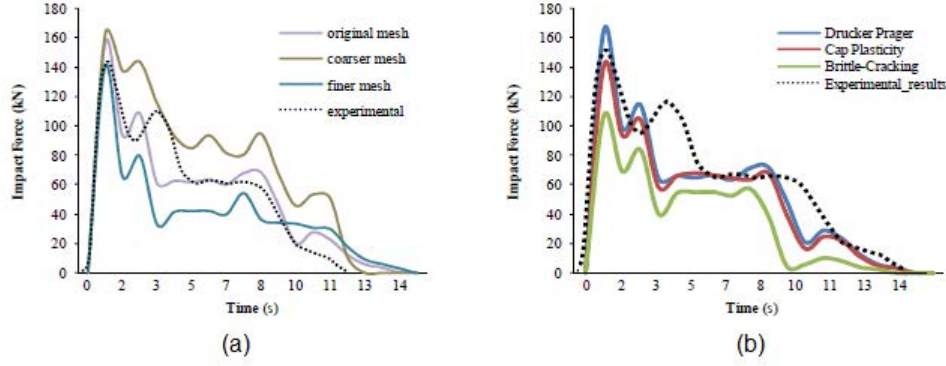 200
180
160
140
120
100
80
60
40
20
0
Impact Force (kN)
0 2 3 5 6 8 10 11 13 14
Time (s)
original mesh
coarser mesh
finer mesh
experimental
(a)
180
160
140
120
100
80
60
40
20
0
Impact Force (kN)
0 2 3 5 7 8 10 11 13 14
Time (s)
Drucker Prager
Cap Plasticity
Brittle-Cracking
Experimental_results
(b)